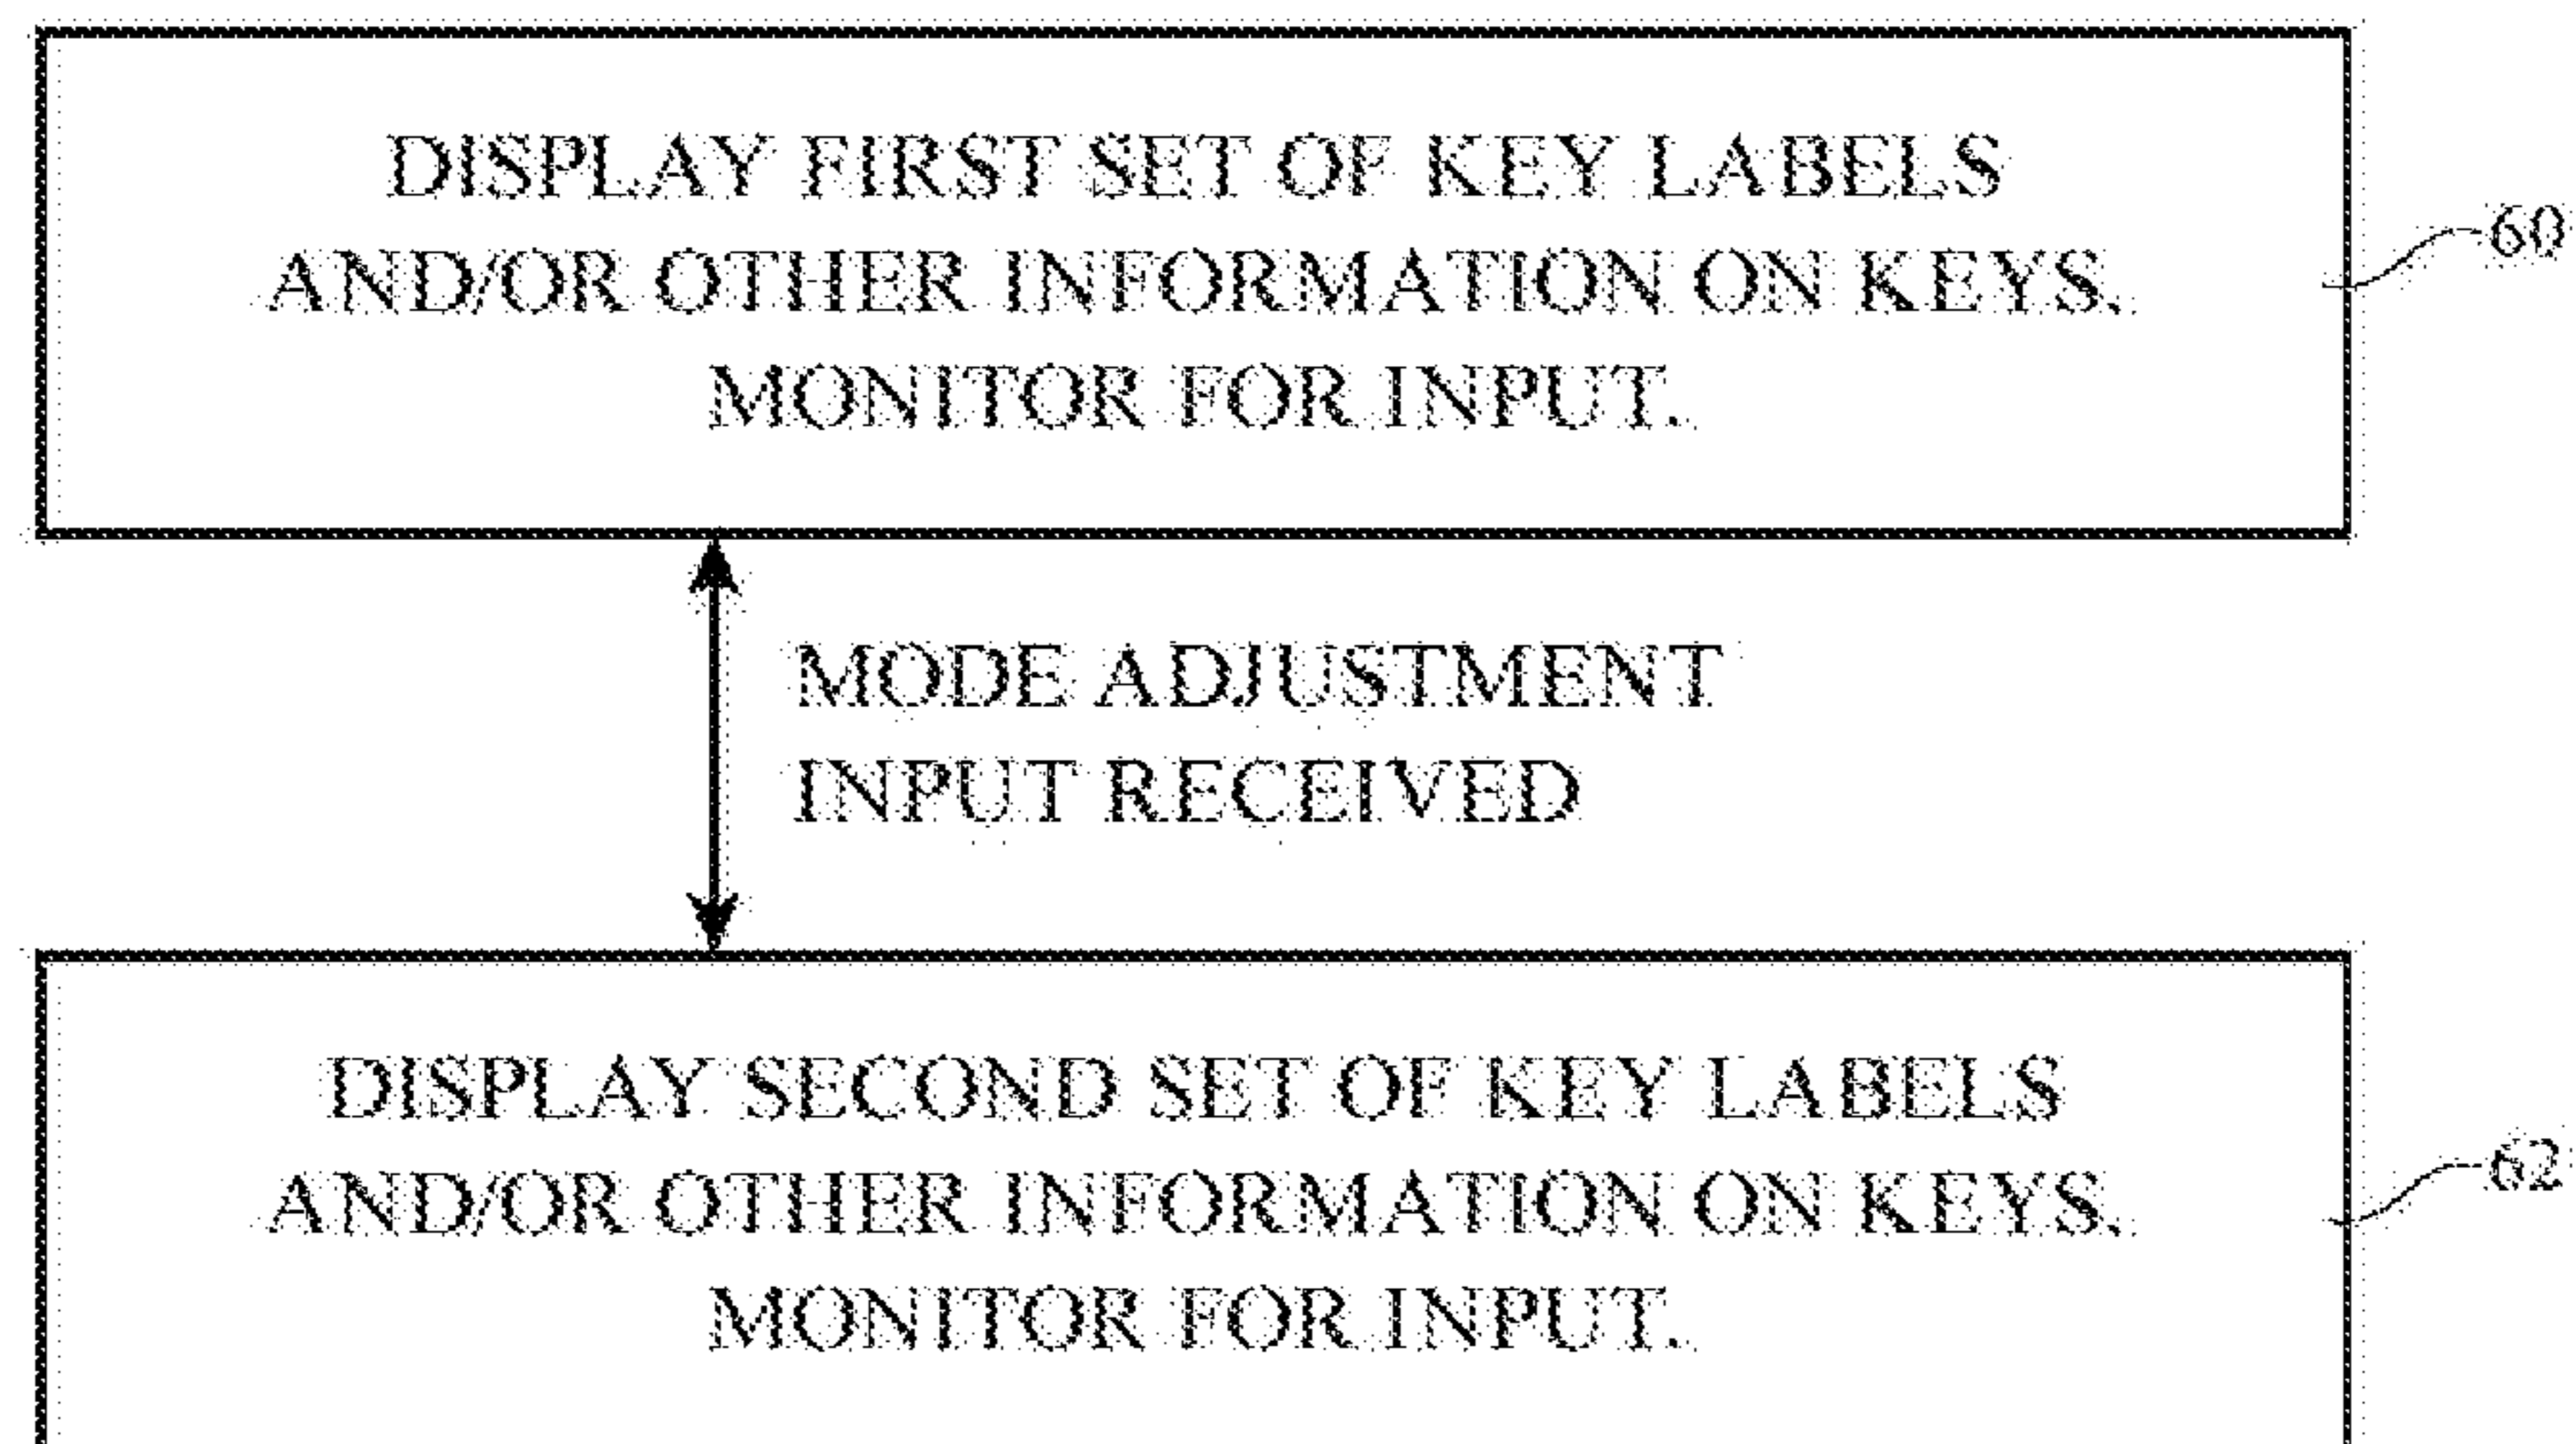 DISPLAY FIRST SET OF KEY LABELS
AND/OR OTHER INFORMATION ON KEYS.
MONITOR FOR INPUT.
60
MODE ADJUSTMENT
INPUT RECEIVED
DISPLAY SECOND SET OF KEY LABELS
AND/OR OTHER INFORMATION ON KEYS.
MONITOR FOR INPUT.
62